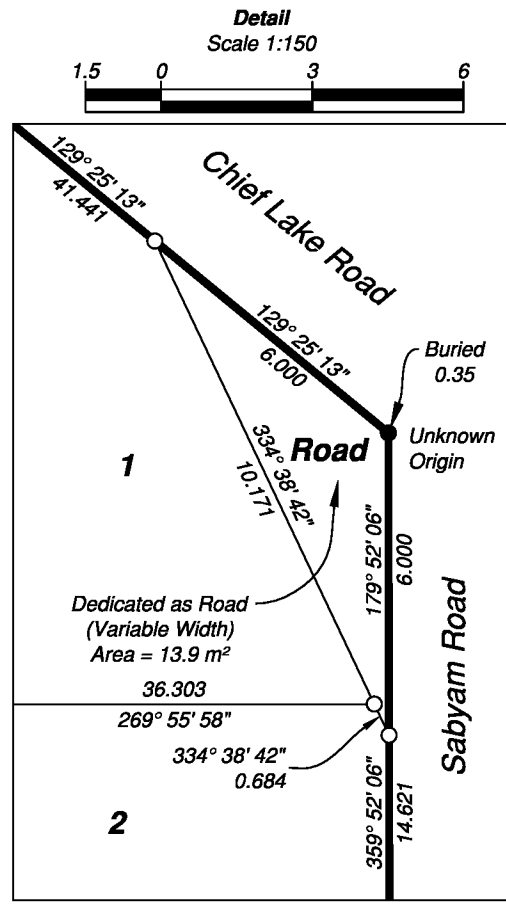 Detail
Scale 1:150
1.5 0 3 6
129° 25' 13"
41.441
Chief Lake Road
129° 25' 13"
6.000
Buried
0.35
Unknown
Origin
Road
1
334° 38' 42"
10.171
179° 52' 06"
6.000
Dedicated as Road
(Variable Width)
Area = 13.9 m²
36.303
269° 55' 58"
334° 38' 42"
0.684
Sabyam Road
359° 52' 06"
14.621
2